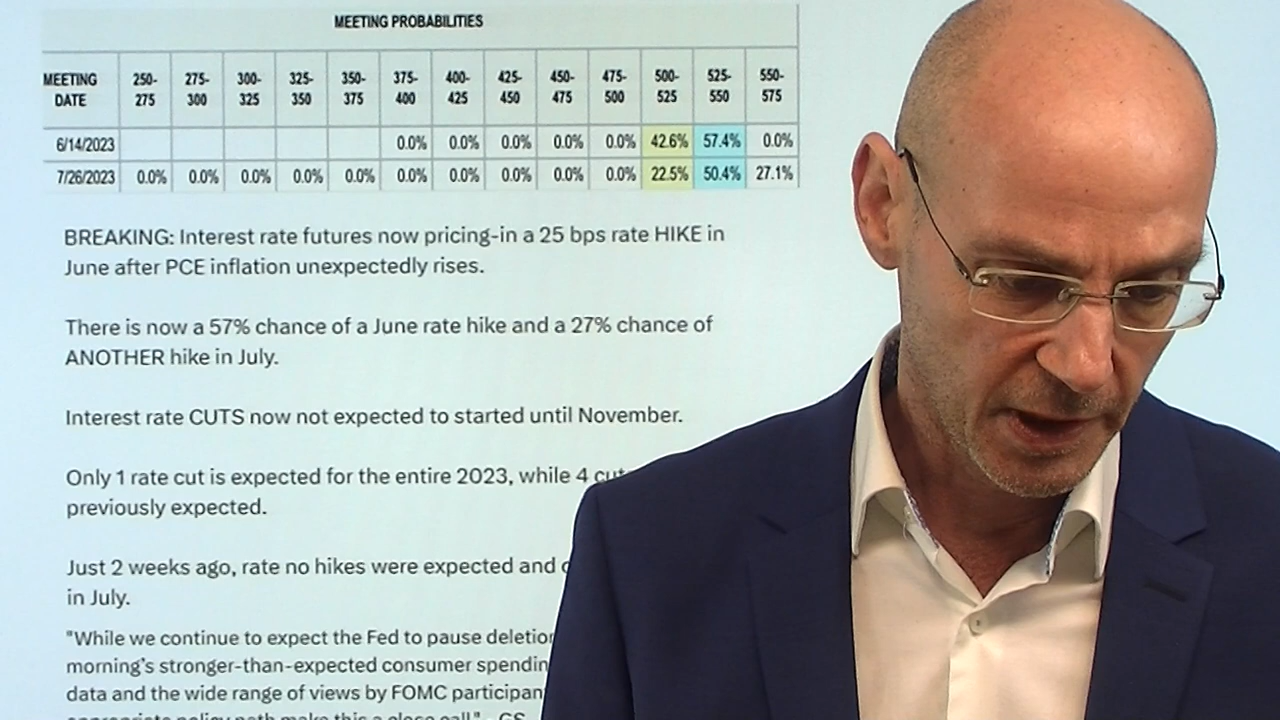 MEETING PROBABILITIES
MEETING DATE 250-275 275-300 300-325 325-350 350-375 375-400 400-425 425-450 450-475 475-500 500-525 525-550 550-575
6/14/2023 0.0% 0.0% 0.0% 0.0% 0.0% 42.6% 57.4% 0.0%
7/26/2023 0.0% 0.0% 0.0% 0.0% 0.0% 0.0% 0.0% 0.0% 0.0% 0.0% 22.5% 50.4% 27.1%
BREAKING: Interest rate futures now pricing-in a 25 bps rate HIKE in
June after PCE inflation unexpectedly rises.
There is now a 57% chance of a June rate hike and a 27% chance of
ANOTHER hike in July.
Interest rate CUTS now not expected to started until November.
Only 1 rate cut is expected for the entire 2023, while 4
previously expected.
Just 2 weeks ago, rate no hikes were expected and
in July.
"While we continue to expect the Fed to pause
morning's stronger-than-expected consumer
data and the wide range of views by FOMC
appropriate policy path make this a close call" - GS